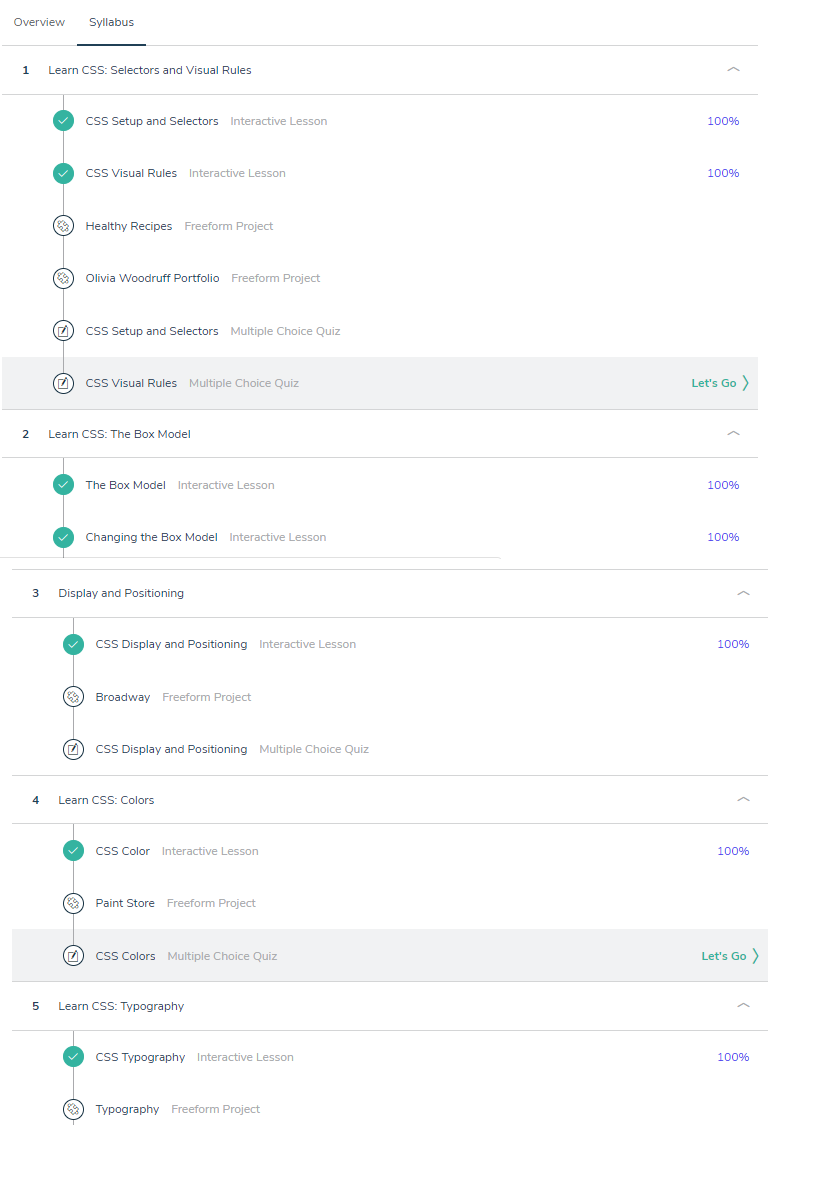 Overview Syllabus
1 Learn CSS: Selectors and Visual Rules
CSS Setup and Selectors Interactive Lesson 100%
CSS Visual Rules Interactive Lesson 100%
Healthy Recipes Freeform Project
Olivia Woodruff Portfolio Freeform Project
CSS Setup and Selectors Multiple Choice Quiz
CSS Visual Rules Multiple Choice Quiz Let's Go
2 Learn CSS: The Box Model
The Box Model Interactive Lesson 100%
Changing the Box Model Interactive Lesson 100%
3 Display and Positioning
CSS Display and Positioning Interactive Lesson 100%
Broadway Freeform Project
CSS Display and Positioning Multiple Choice Quiz
4 Learn CSS: Colors
CSS Color Interactive Lesson 100%
Paint Store Freeform Project
CSS Colors Multiple Choice Quiz Let's Go
5 Learn CSS: Typography
CSS Typography Interactive Lesson 100%
Typography Freeform Project